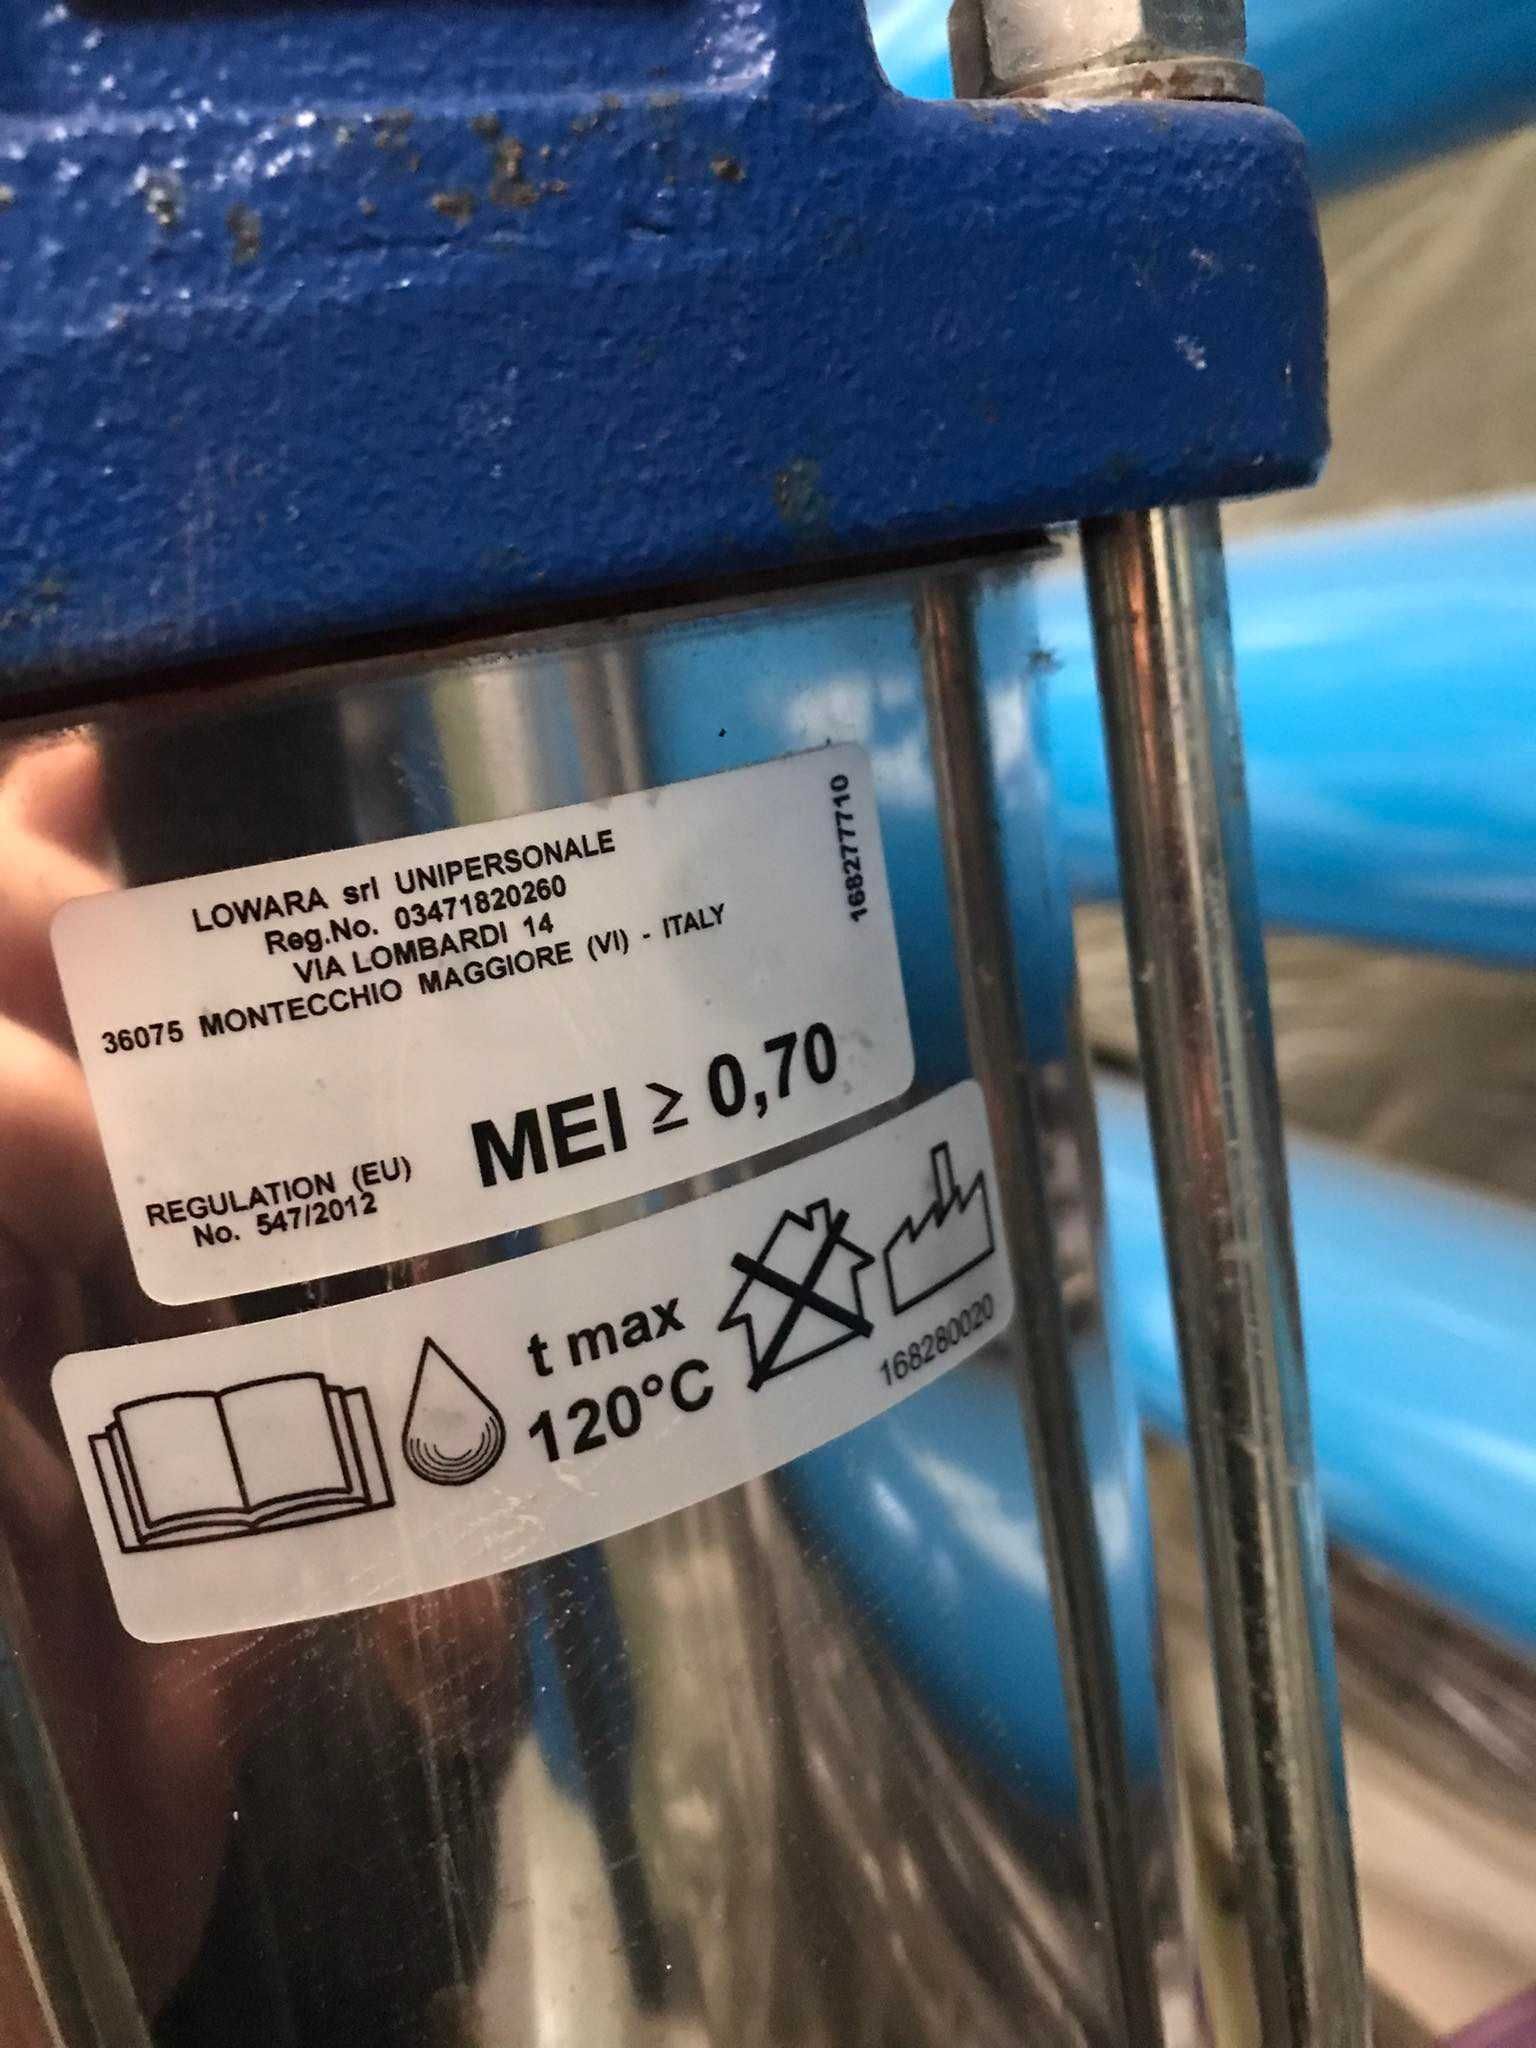 LOWARA srl UNIPERSONALE
Reg.No. 03471820260
VIA LOMBARDI 14
36075 MONTECCHIO MAGGIORE (VI) - ITALY
168277710
MEI ≥ 0,70
REGULATION (EU)
No. 547/2012
t max
120°C
168280020